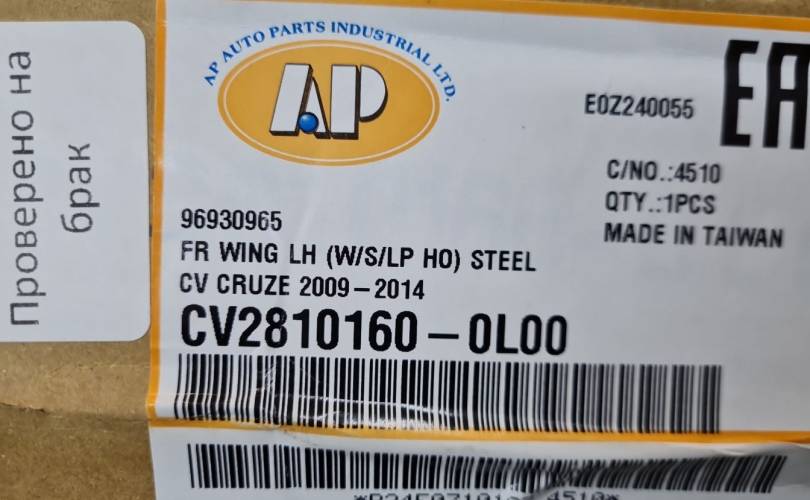 Проверено на
брак
AP AUTO PARTS INDUSTRIAL LTD.
AP
E0Z240055
EA
C/NO.:4510
QTY.:1PCS
MADE IN TAIWAN
96930965
FR WING LH (W/S/LP HO) STEEL
CV CRUZE 2009-2014
CV2810160-0L00